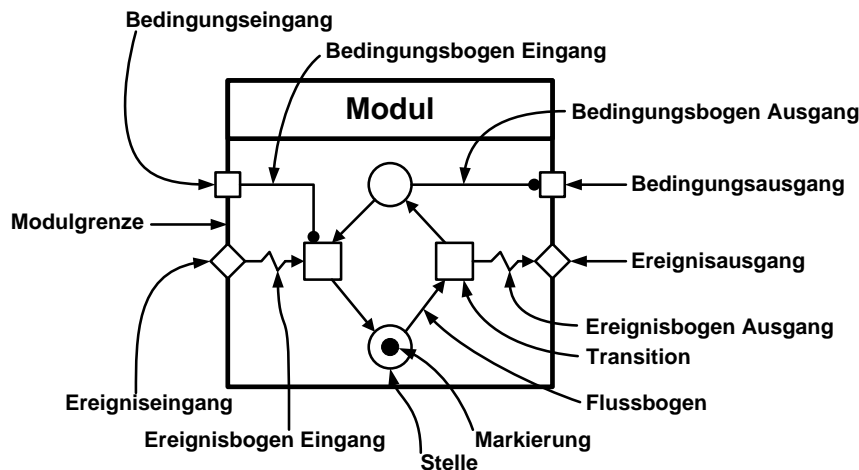 Bedingungseingang
Bedingungsbogen Eingang
Modul
Bedingungsbogen Ausgang
Bedingungsausgang
Modulgrenze
Ereignisausgang
Ereignisbogen Ausgang
Transition
Ereigniseingang
Flussbogen
Ereignisbogen Eingang
Markierung
Stelle